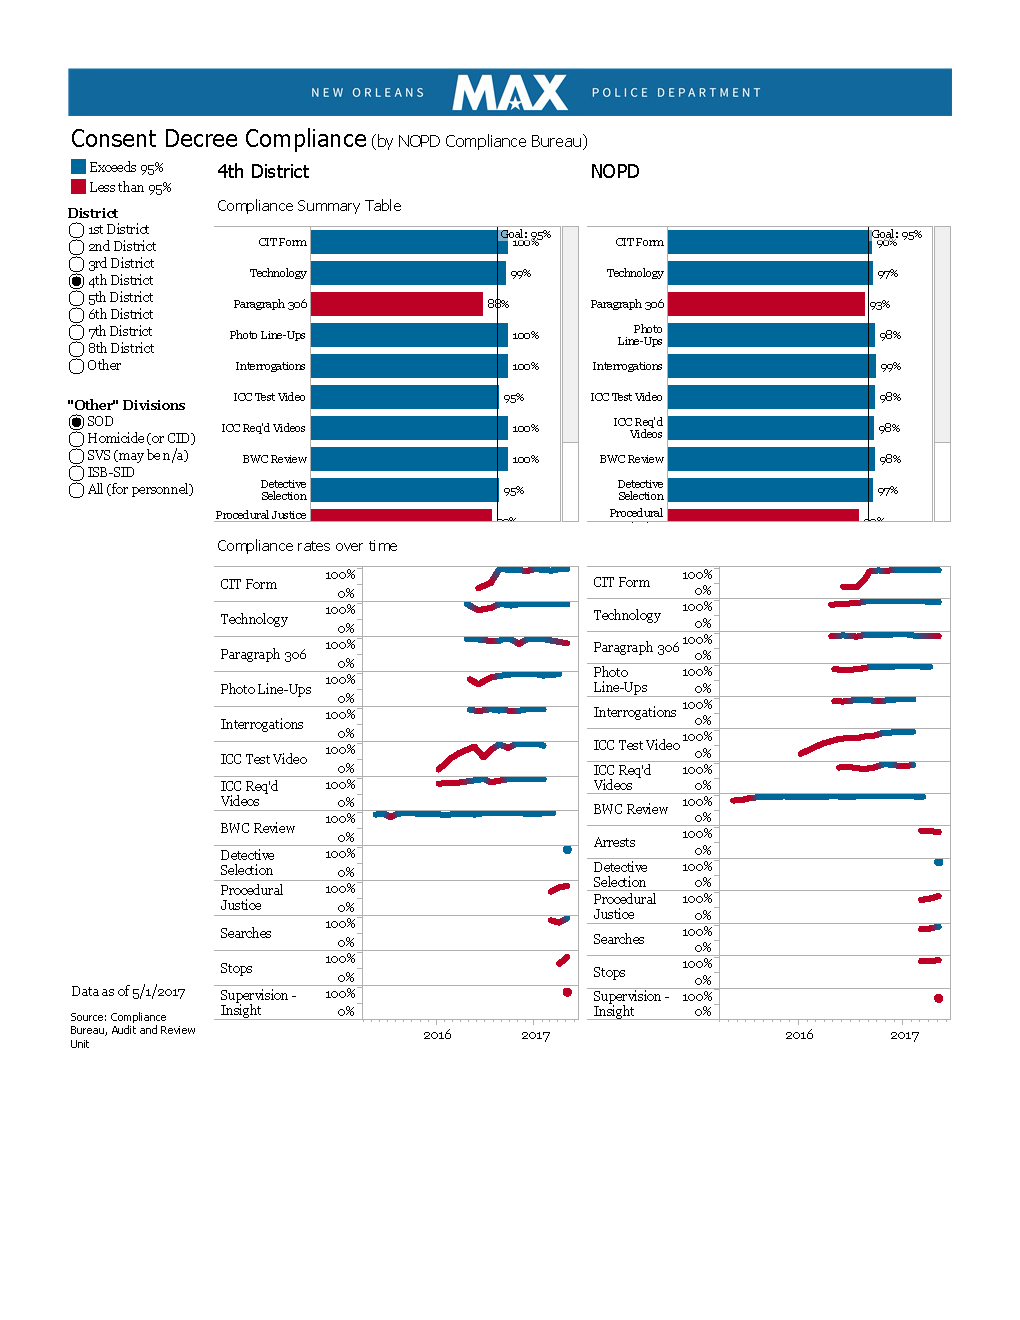 NEW ORLEANS MAX POLICE DEPARTMENT
Consent Decree Compliance (by NOPD Compliance Bureau)
Exceeds 95%
Less than 95%
District
1st District
2nd District
3rd District
4th District
5th District
6th District
7th District
8th District
Other
"Other" Divisions
SOD
Homicide (or CID)
SVS (may be n/a)
ISB-SID
All (for personnel)
Data as of 5/1/2017
Source: Compliance
Bureau, Audit and Review
Unit
4th District
Compliance Summary Table
Goal: 95%
CIT Form 100%
Technology 99%
Paragraph 306 88%
Photo Line-Ups 100%
Interrogations 100%
ICC Test Video 95%
ICC Req'd Videos 100%
BWC Review 100%
Detective
Selection 95%
Procedural Justice
NOPD
Goal: 95%
CIT Form
Technology 97%
Paragraph 306 93%
Photo
Line-Ups 98%
Interrogations 99%
ICC Test Video 98%
ICC Req'd
Videos 98%
BWC Review 98%
Detective
Selection 97%
Procedural
Compliance rates over time
CIT Form 100%
0%
Technology 100%
0%
Paragraph 306 100%
0%
Photo Line-Ups 100%
0%
Interrogations 100%
0%
ICC Test Video 100%
0%
ICC Req'd
Videos 100%
0%
BWC Review 100%
0%
Detective
Selection 100%
0%
Procedural
Justice 100%
0%
Searches 100%
0%
Stops 100%
0%
Supervision -
Insight 100%
0%
2016 2017
CIT Form 100%
0%
Technology 100%
0%
Paragraph 306 100%
0%
Photo
Line-Ups 100%
0%
Interrogations 100%
0%
ICC Test Video 100%
0%
ICC Req'd
Videos 100%
0%
BWC Review 100%
0%
Arrests 100%
0%
Detective
Selection 100%
0%
Procedural
Justice 100%
0%
Searches 100%
0%
Stops 100%
0%
Supervision -
Insight 100%
0%
2016 2017